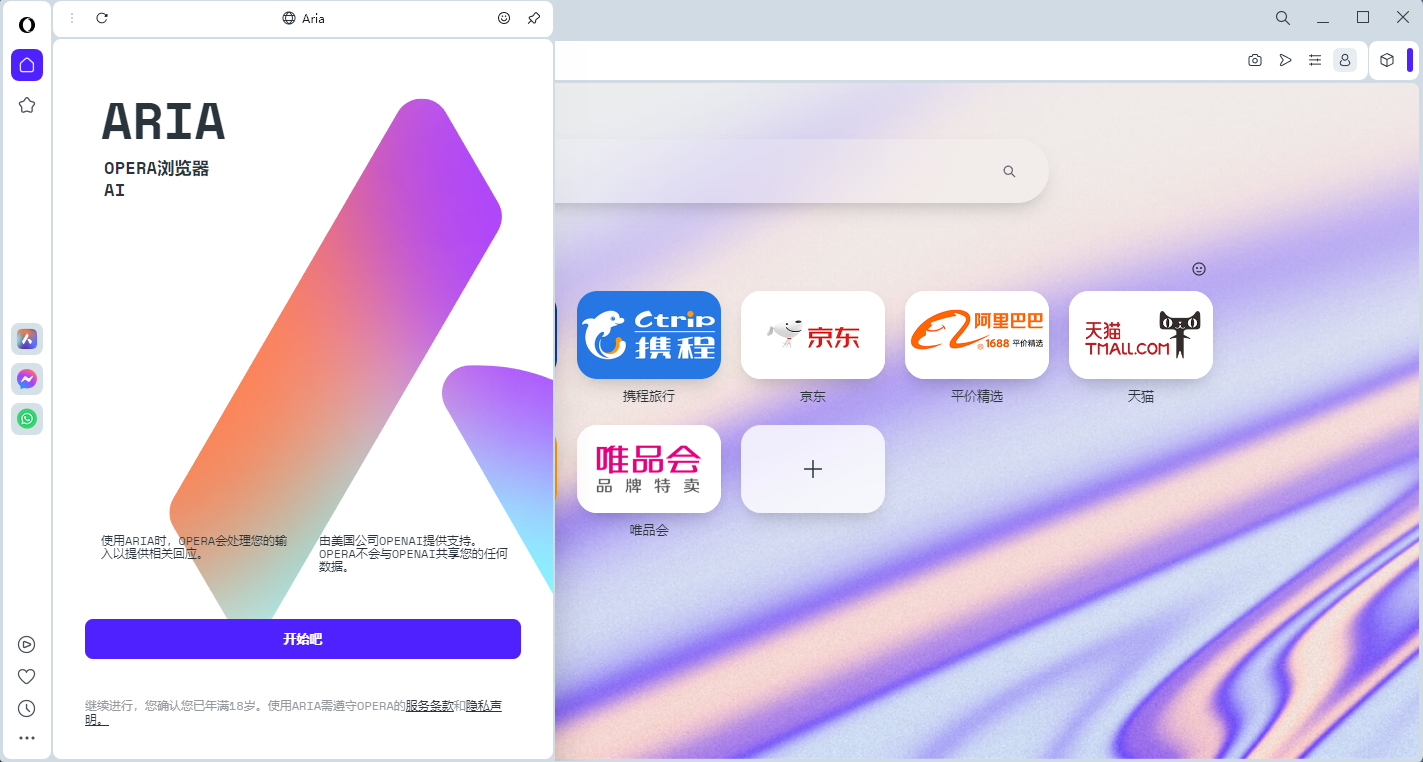 Aria
ARIA
OPERA浏览器
AI
使用ARIA时，OPERA会处理您的输
入以提供相关回应。
由美国公司OPENAI提供支持。
OPERA不会与OPENAI共享您的任何
数据。
开始吧
继续进行，您确认您已年满18岁。使用ARIA需遵守OPERA的服务条款和隐私声
明。
Ctrip
携程
京东
阿里巴巴
1688 平价精选
天猫
TMALL.COM
携程旅行
京东
平价精选
天猫
唯品会
品牌特卖
唯品会